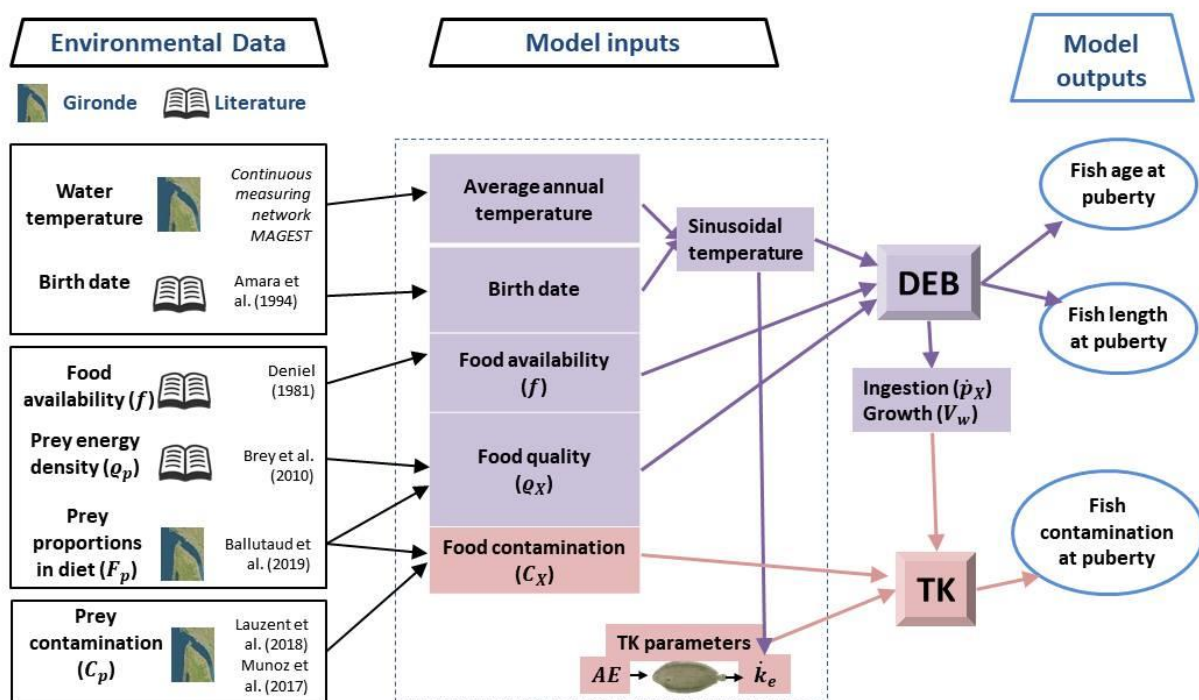 Environmental Data
Model inputs
Model
outputs
Gironde
Literature
Water
temperature
Continuous
measuring
network
MAGEST
Birth date
Amara et
al. (1994)
Food
availability (f)
Deniel
(1981)
Prey energy
density (ϱp)
Brey et al.
(2010)
Prey
proportions
in diet (Fp)
Ballutaud et
al. (2019)
Prey
contamination
(Cp)
Lauzent et
al. (2018)
Munoz et
al. (2017)
Average annual
temperature
Birth date
Food availability
(f)
Food quality
(ϱX)
Food contamination
(CX)
Sinusoidal
temperature
TK parameters
AE
k̇e
DEB
Ingestion (ṗX)
Growth (Vw)
TK
Fish age at
puberty
Fish length
at puberty
Fish
contamination
at puberty